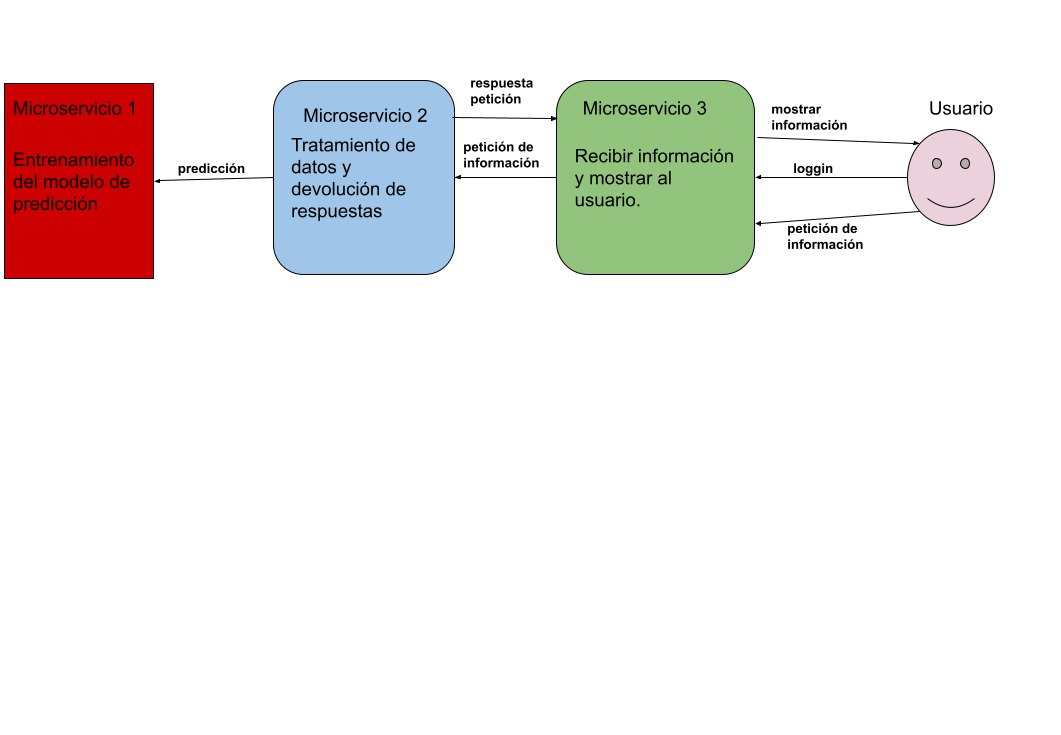 Microservicio 1
Entrenamiento
del modelo de
predicción
predicción
Microservicio 2
Tratamiento de
datos y
devolución de
respuestas
respuesta
petición
petición de
información
Microservicio 3
Recibir información
y mostrar al
usuario.
mostrar
información
loggin
petición de
información
Usuario